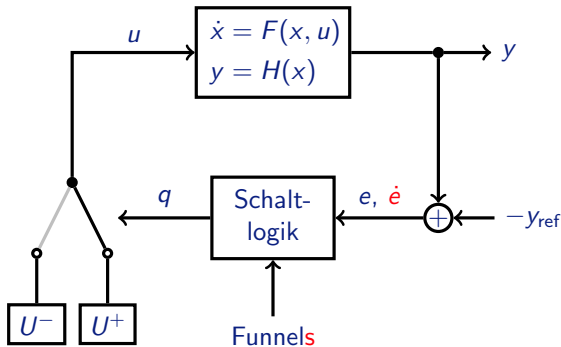 u
ẋ = F(x, u)
y = H(x)
y
q
Schalt-
logik
e, ė
+
−y_ref
U⁻
U⁺
Funnels